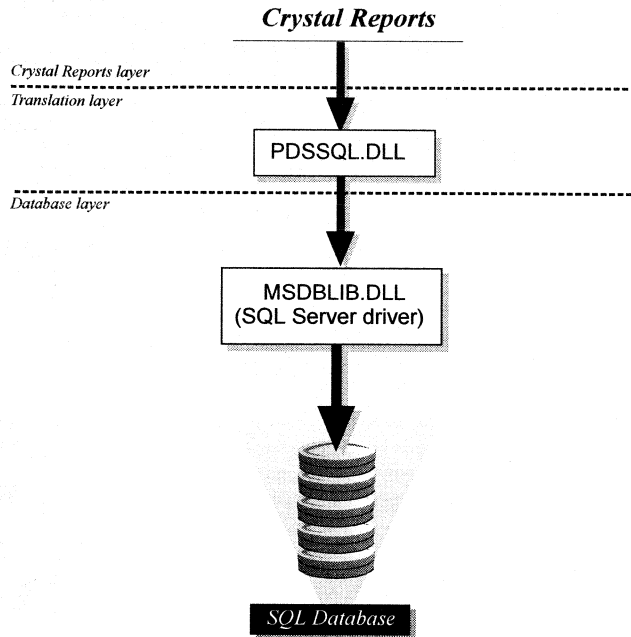 Crystal Reports
Crystal Reports layer
Translation layer
PDSSQL.DLL
Database layer
MSDBLIB.DLL
(SQL Server driver)
SQL Database